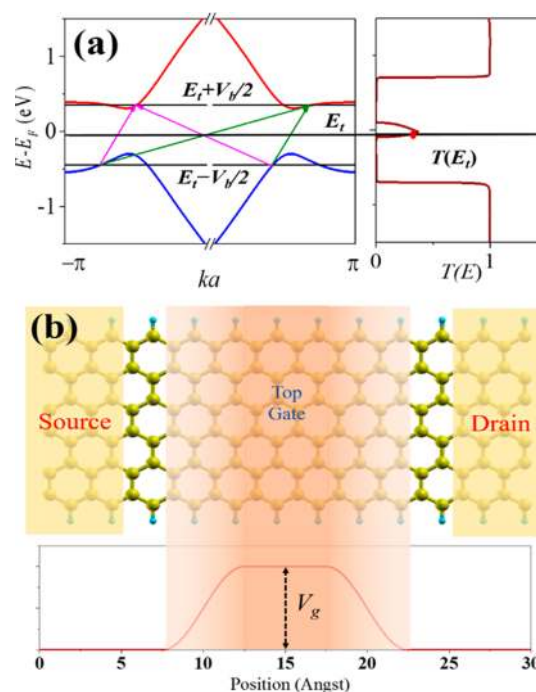 (a)
1
0
-1
E-E_F (eV)
E_t+V_b/2
E_t
E_t−V_b/2
T(E_t)
−π
π
ka
0
1
T(E)
(b)
Source
Top
Gate
Drain
V_g
0
5
10
15
20
25
30
Position (Angst)